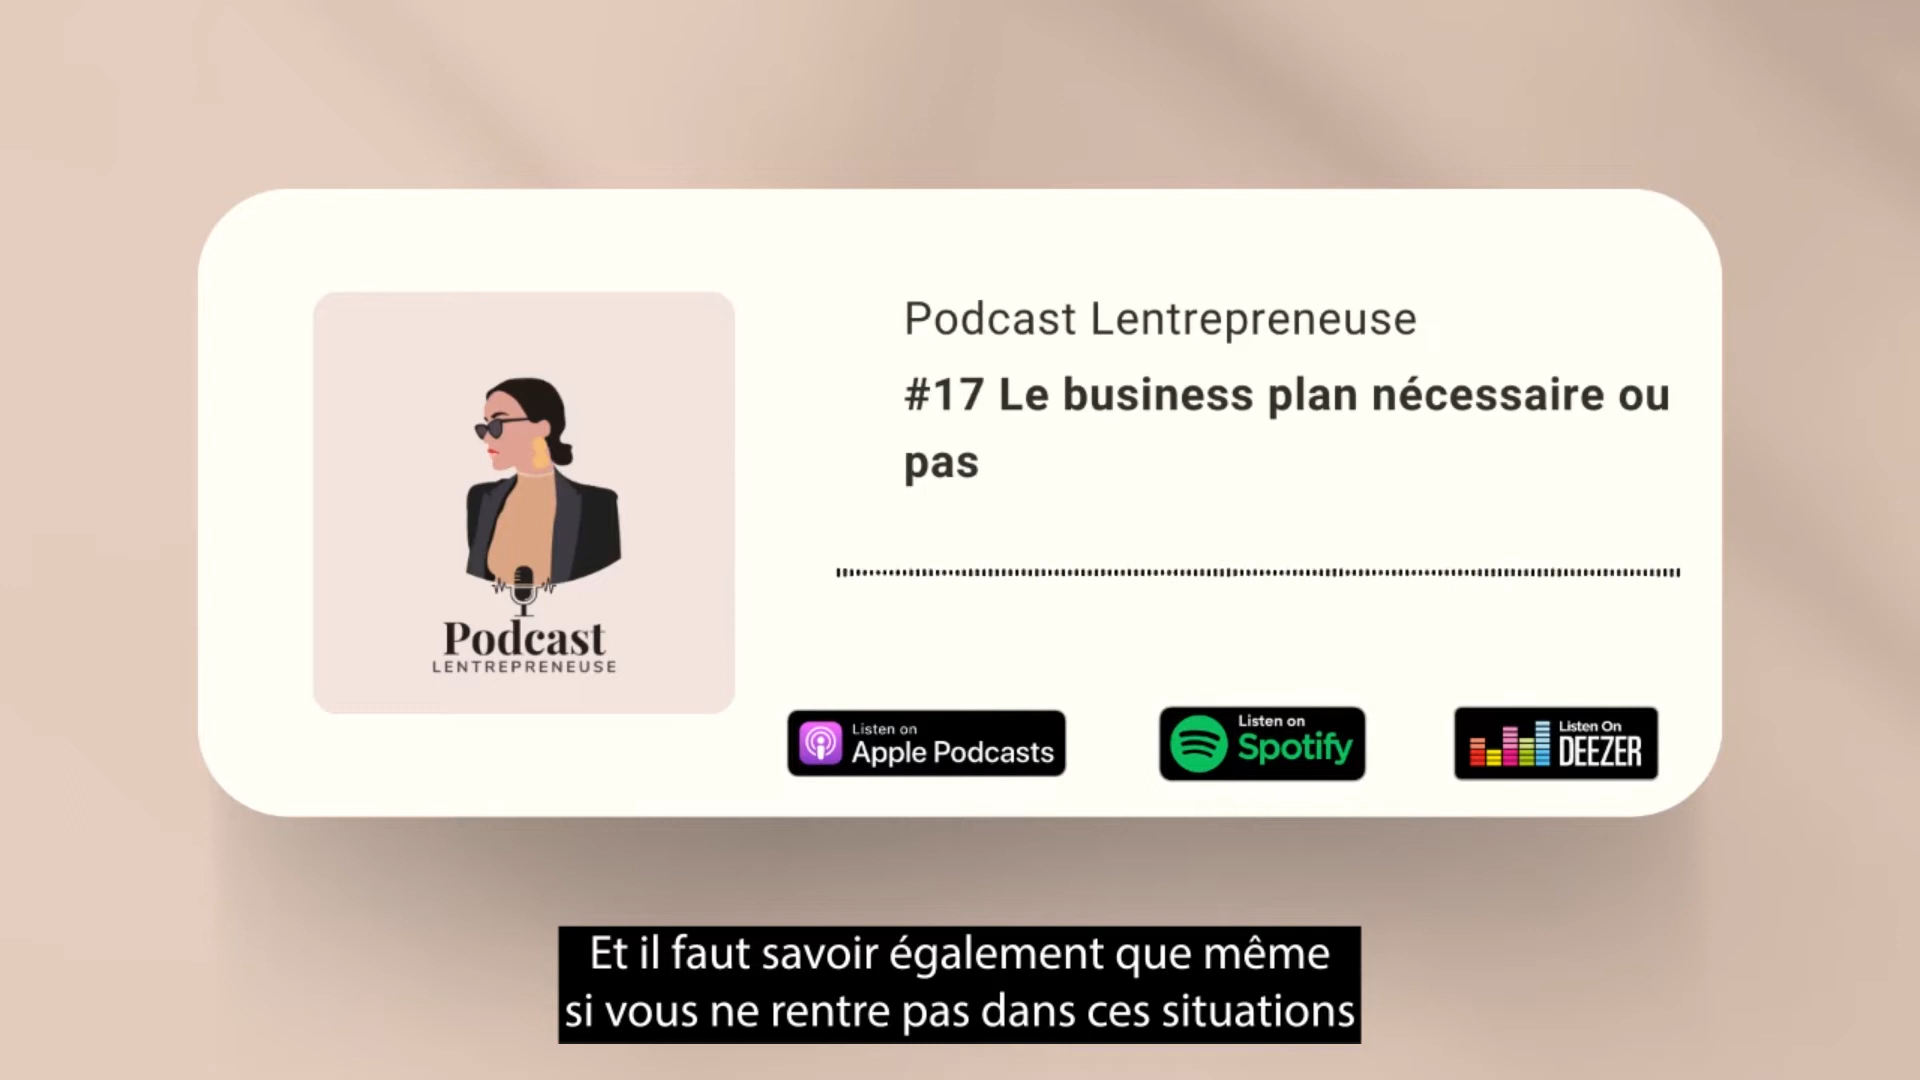 Podcast Lentrepreneuse
#17 Le business plan nécessaire ou
pas
Podcast
LENTREPRENEUSE
Listen on
Apple Podcasts
Listen on
Spotify
Listen On
DEEZER
Et il faut savoir également que même
si vous ne rentre pas dans ces situations